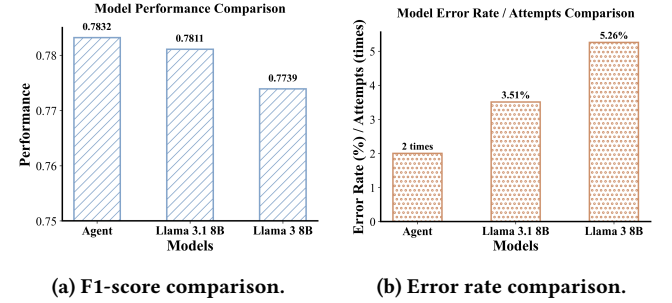 Model Performance Comparison
0.7832
0.7811
0.7739
0.78
0.77
0.76
0.75
Performance
Agent
Llama 3.1 8B
Llama 3 8B
Models
(a) F1-score comparison.
Model Error Rate / Attempts Comparison
5.26%
3.51%
2 times
5
4
3
2
1
0
Error Rate (%) / Attempts (times)
Agent
Llama 3.1 8B
Llama 3 8B
Models
(b) Error rate comparison.